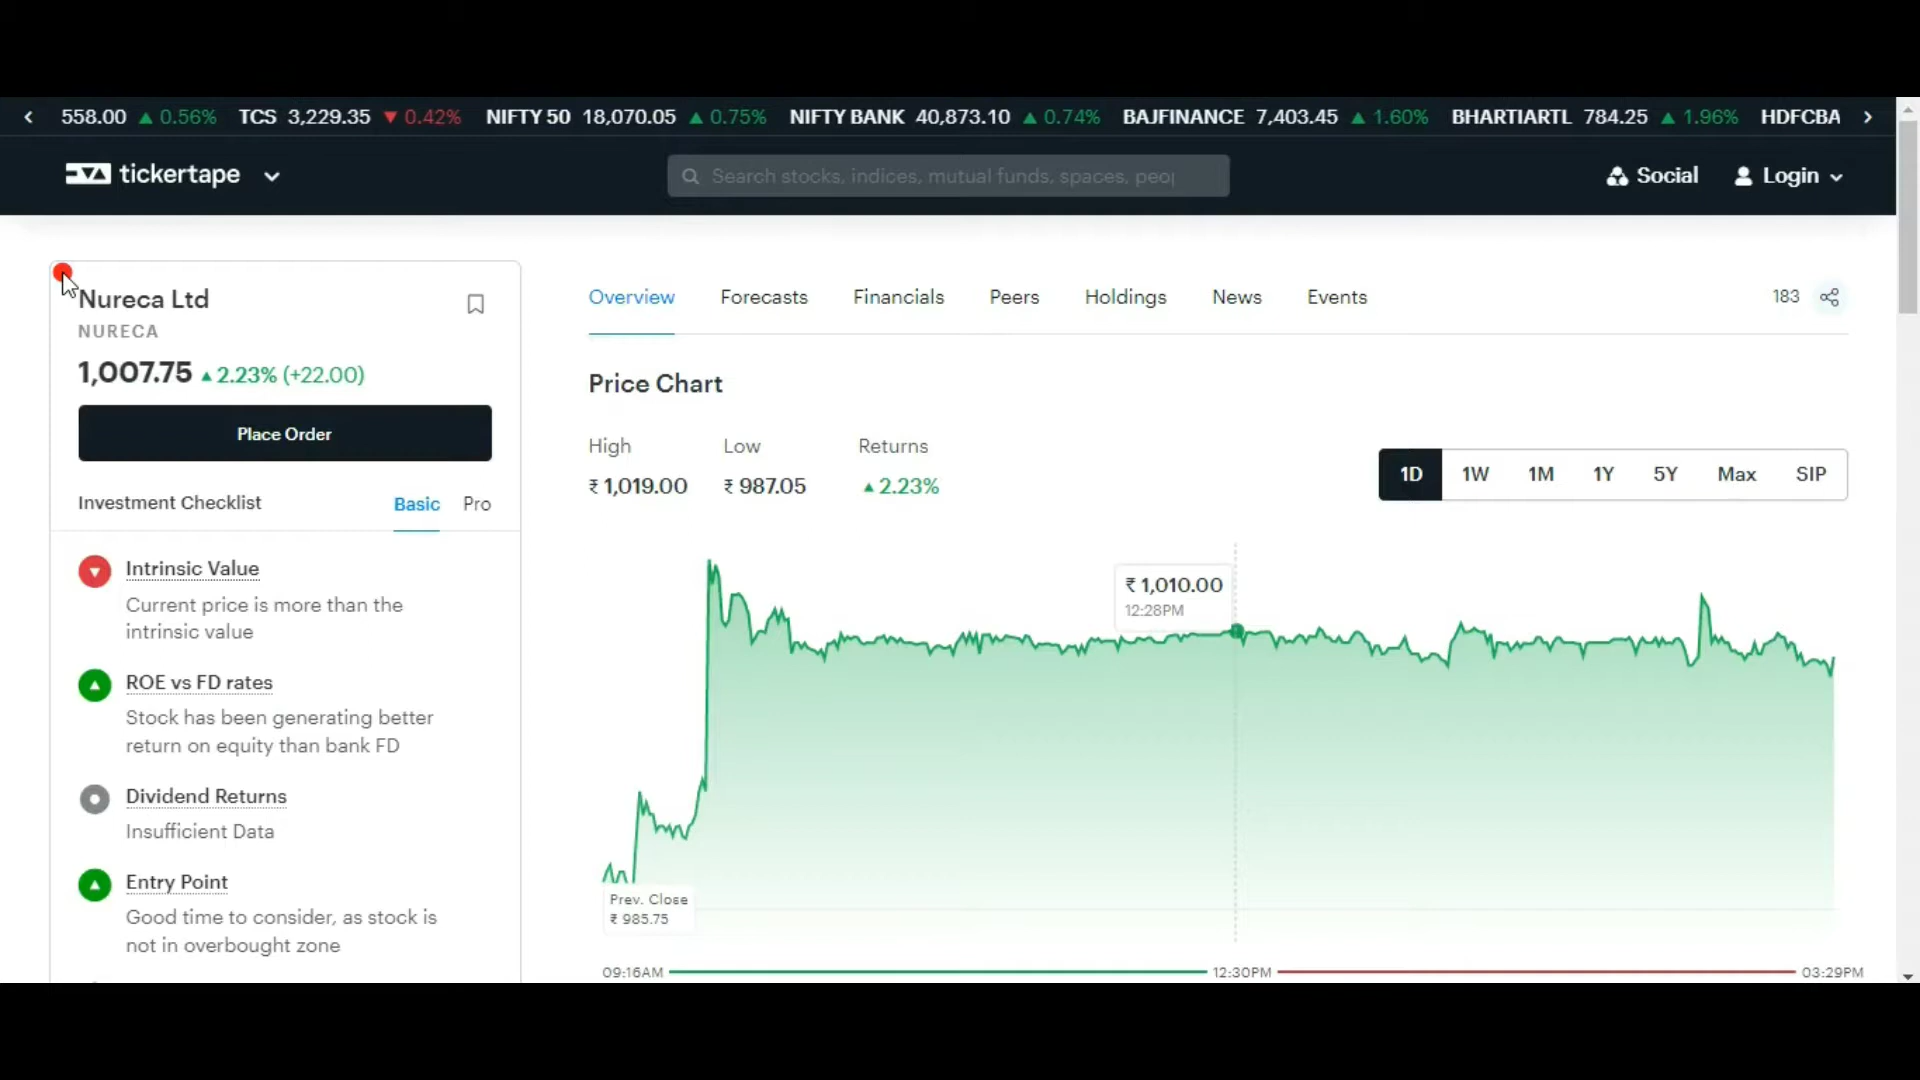 558.00 ▲ 0.56% TCS 3,229.35 ▼ 0.42% NIFTY 50 18,070.05 ▲ 0.75% NIFTY BANK 40,873.10 ▲ 0.74% BAJFINANCE 7,403.45 ▲ 1.60% BHARTIARTL 784.25 ▲ 1.96% HDFCBA
tickertape
Search stocks, indices, mutual funds, spaces, peo
Social
Login
Nureca Ltd
NURECA
1,007.75 ▲ 2.23% (+22.00)
Place Order
Investment Checklist Basic Pro
Intrinsic Value
Current price is more than the
intrinsic value
ROE vs FD rates
Stock has been generating better
return on equity than bank FD
Dividend Returns
Insufficient Data
Entry Point
Good time to consider, as stock is
not in overbought zone
Overview Forecasts Financials Peers Holdings News Events 183
Price Chart
High Low Returns
₹ 1,019.00 ₹ 987.05 ▲ 2.23%
1D 1W 1M 1Y 5Y Max SIP
₹ 1,010.00
12:28PM
Prev. Close
₹ 985.75
09:16AM 12:30PM 03:29PM